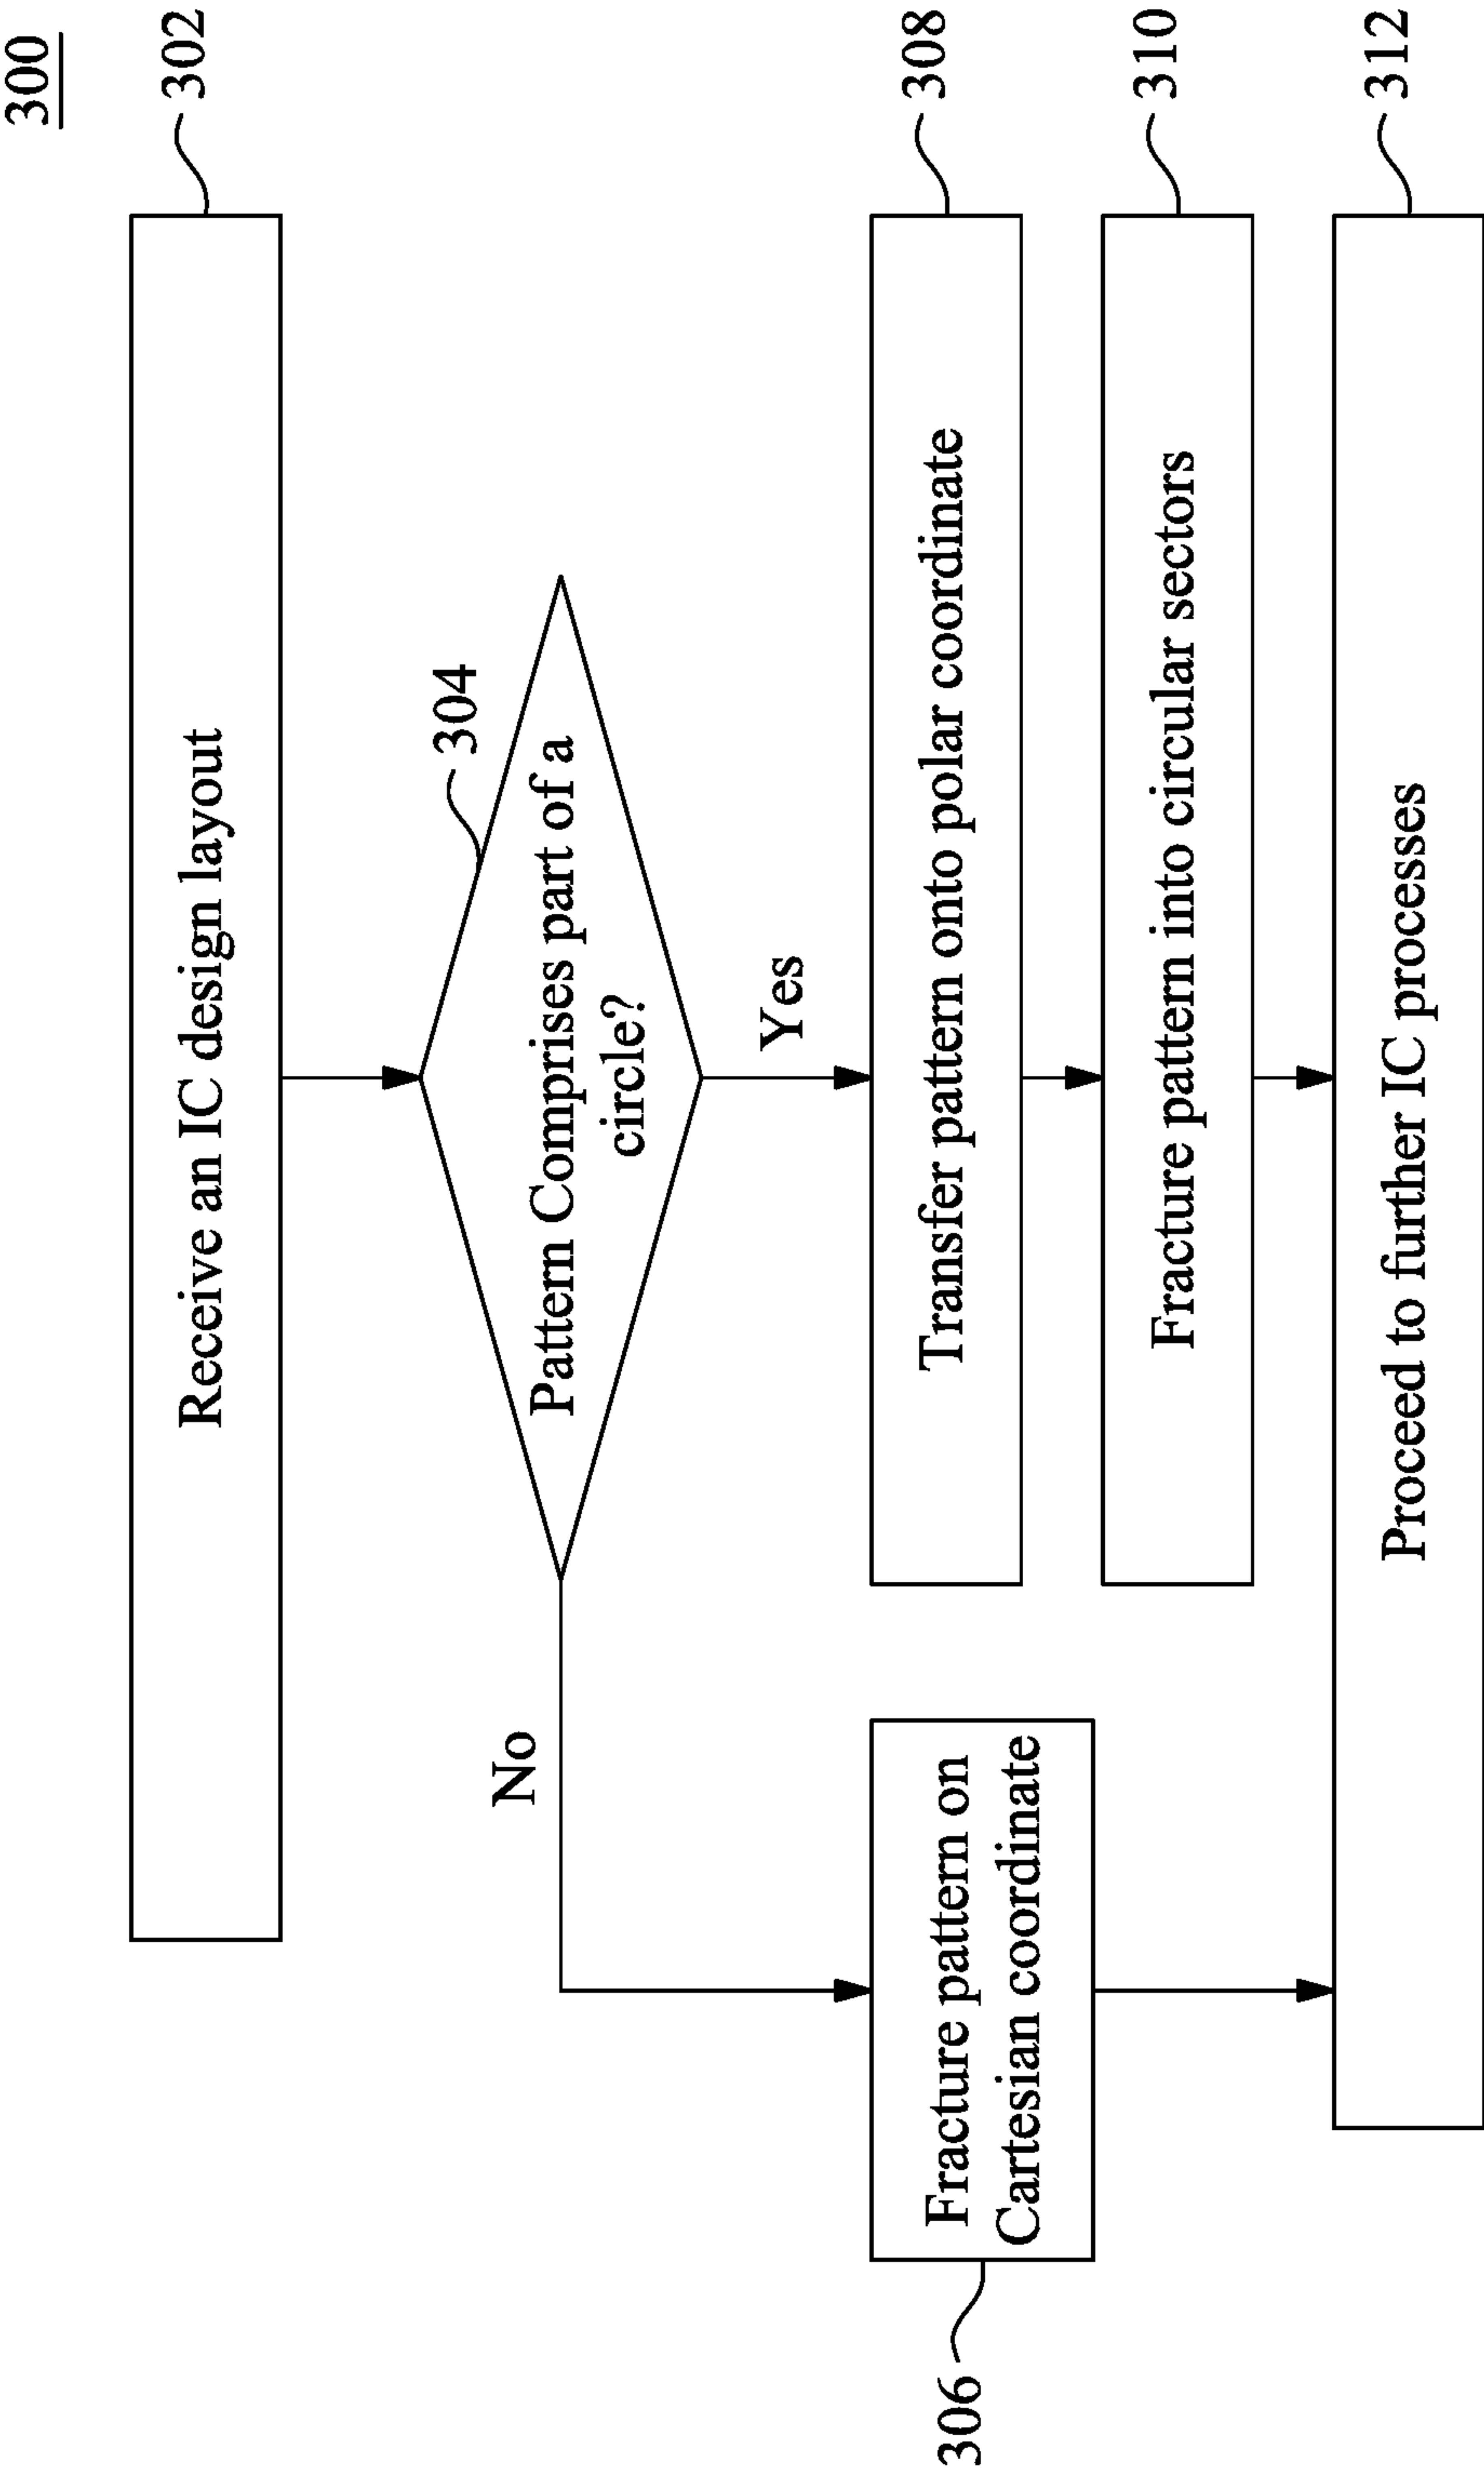 300
Receive an IC design layout
302
304
Pattern Comprises part of a
circle?
No
Yes
306
Fracture pattern on
Cartesian coordinate
Transfer pattern onto polar coordinate
308
Fracture pattern into circular sectors
310
Proceed to further IC processes
312